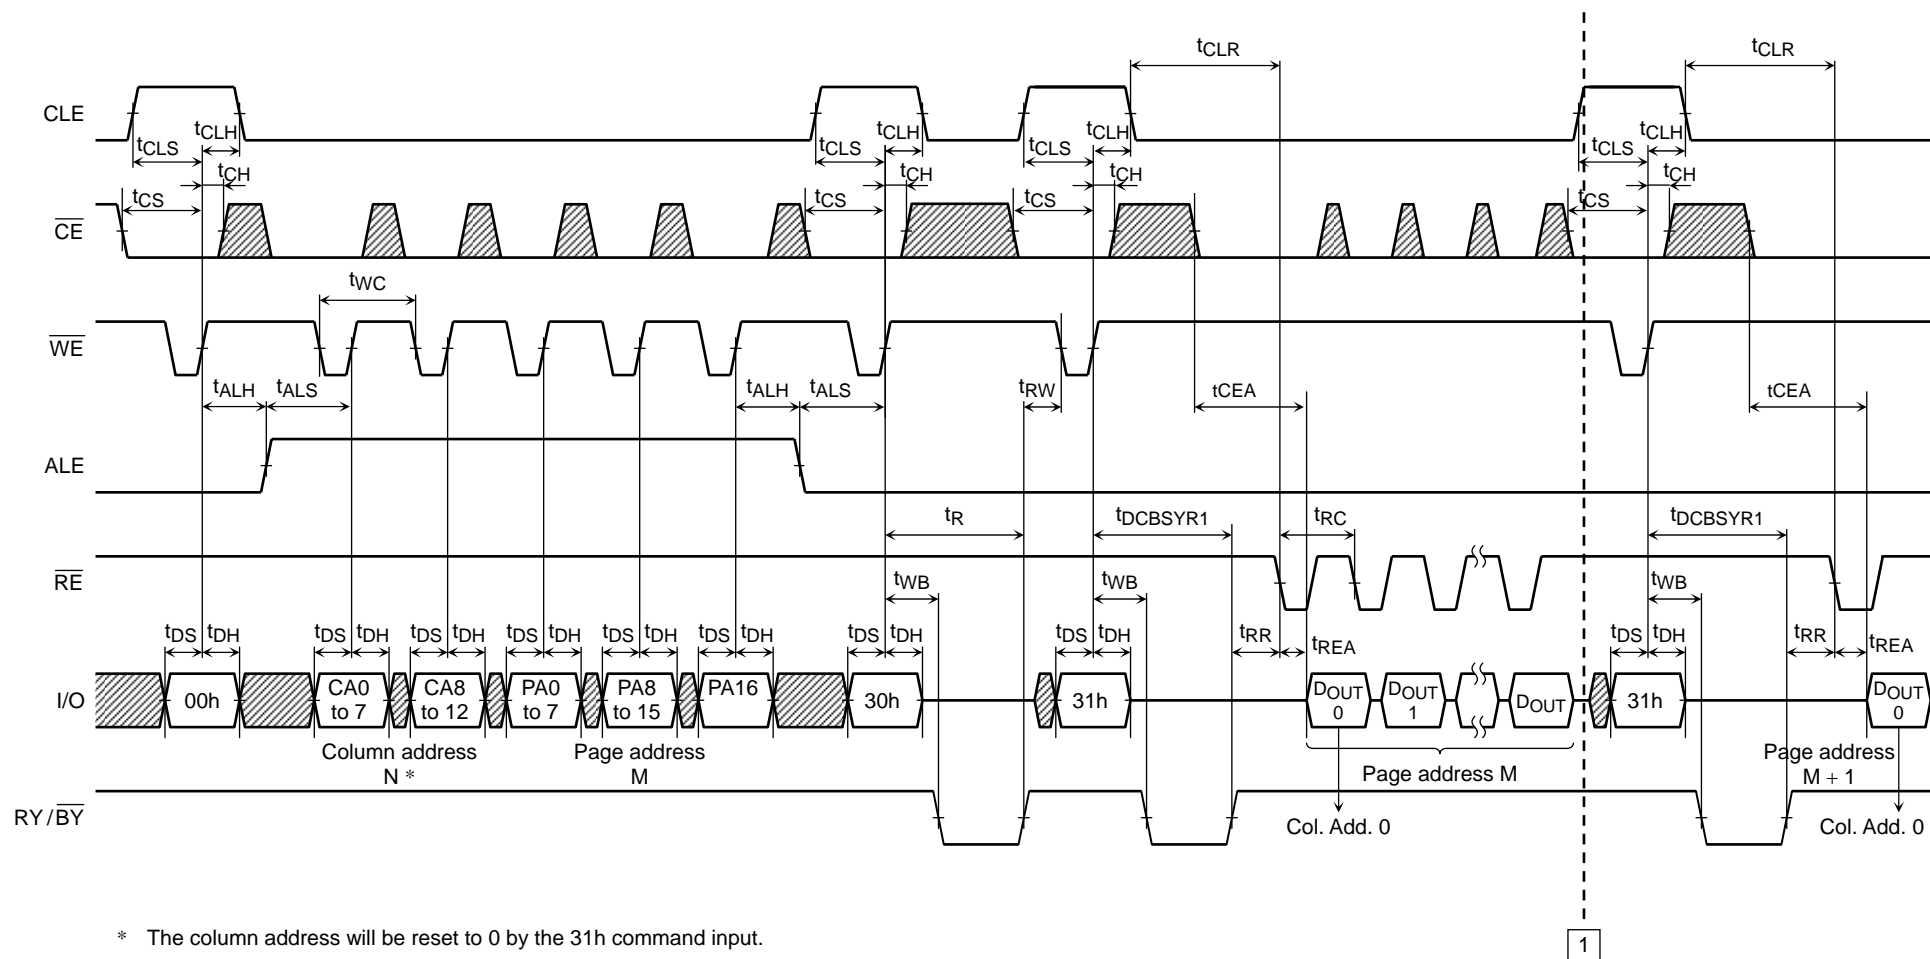 tCLR tCLR
CLE
tCLH tCLH tCLH tCLH
tCLS tCLS tCLS tCLS
tCH tCH tCH tCH
tCS tCS tCS tCS
CE
tWC
WE
tALH tALS tALH tALS tRW tCEA tCEA
ALE
tR tDCBSYR1 tRC tDCBSYR1
RE
tWB tWB tWB
tDS tDH tDS tDH tDS tDH tDS tDH tDS tDH tDS tDH tDS tDH tDS tDH tRR tREA tDS tDH tRR tREA
I/O
00h
CA0
to 7
CA8
to 12
PA0
to 7
PA8
to 15
PA16
30h
31h
DOUT
0
DOUT
1
DOUT
31h
DOUT
0
Column address
N *
Page address
M
Page address M
Page address
M + 1
RY/BY
Col. Add. 0
Col. Add. 0
* The column address will be reset to 0 by the 31h command input.
1